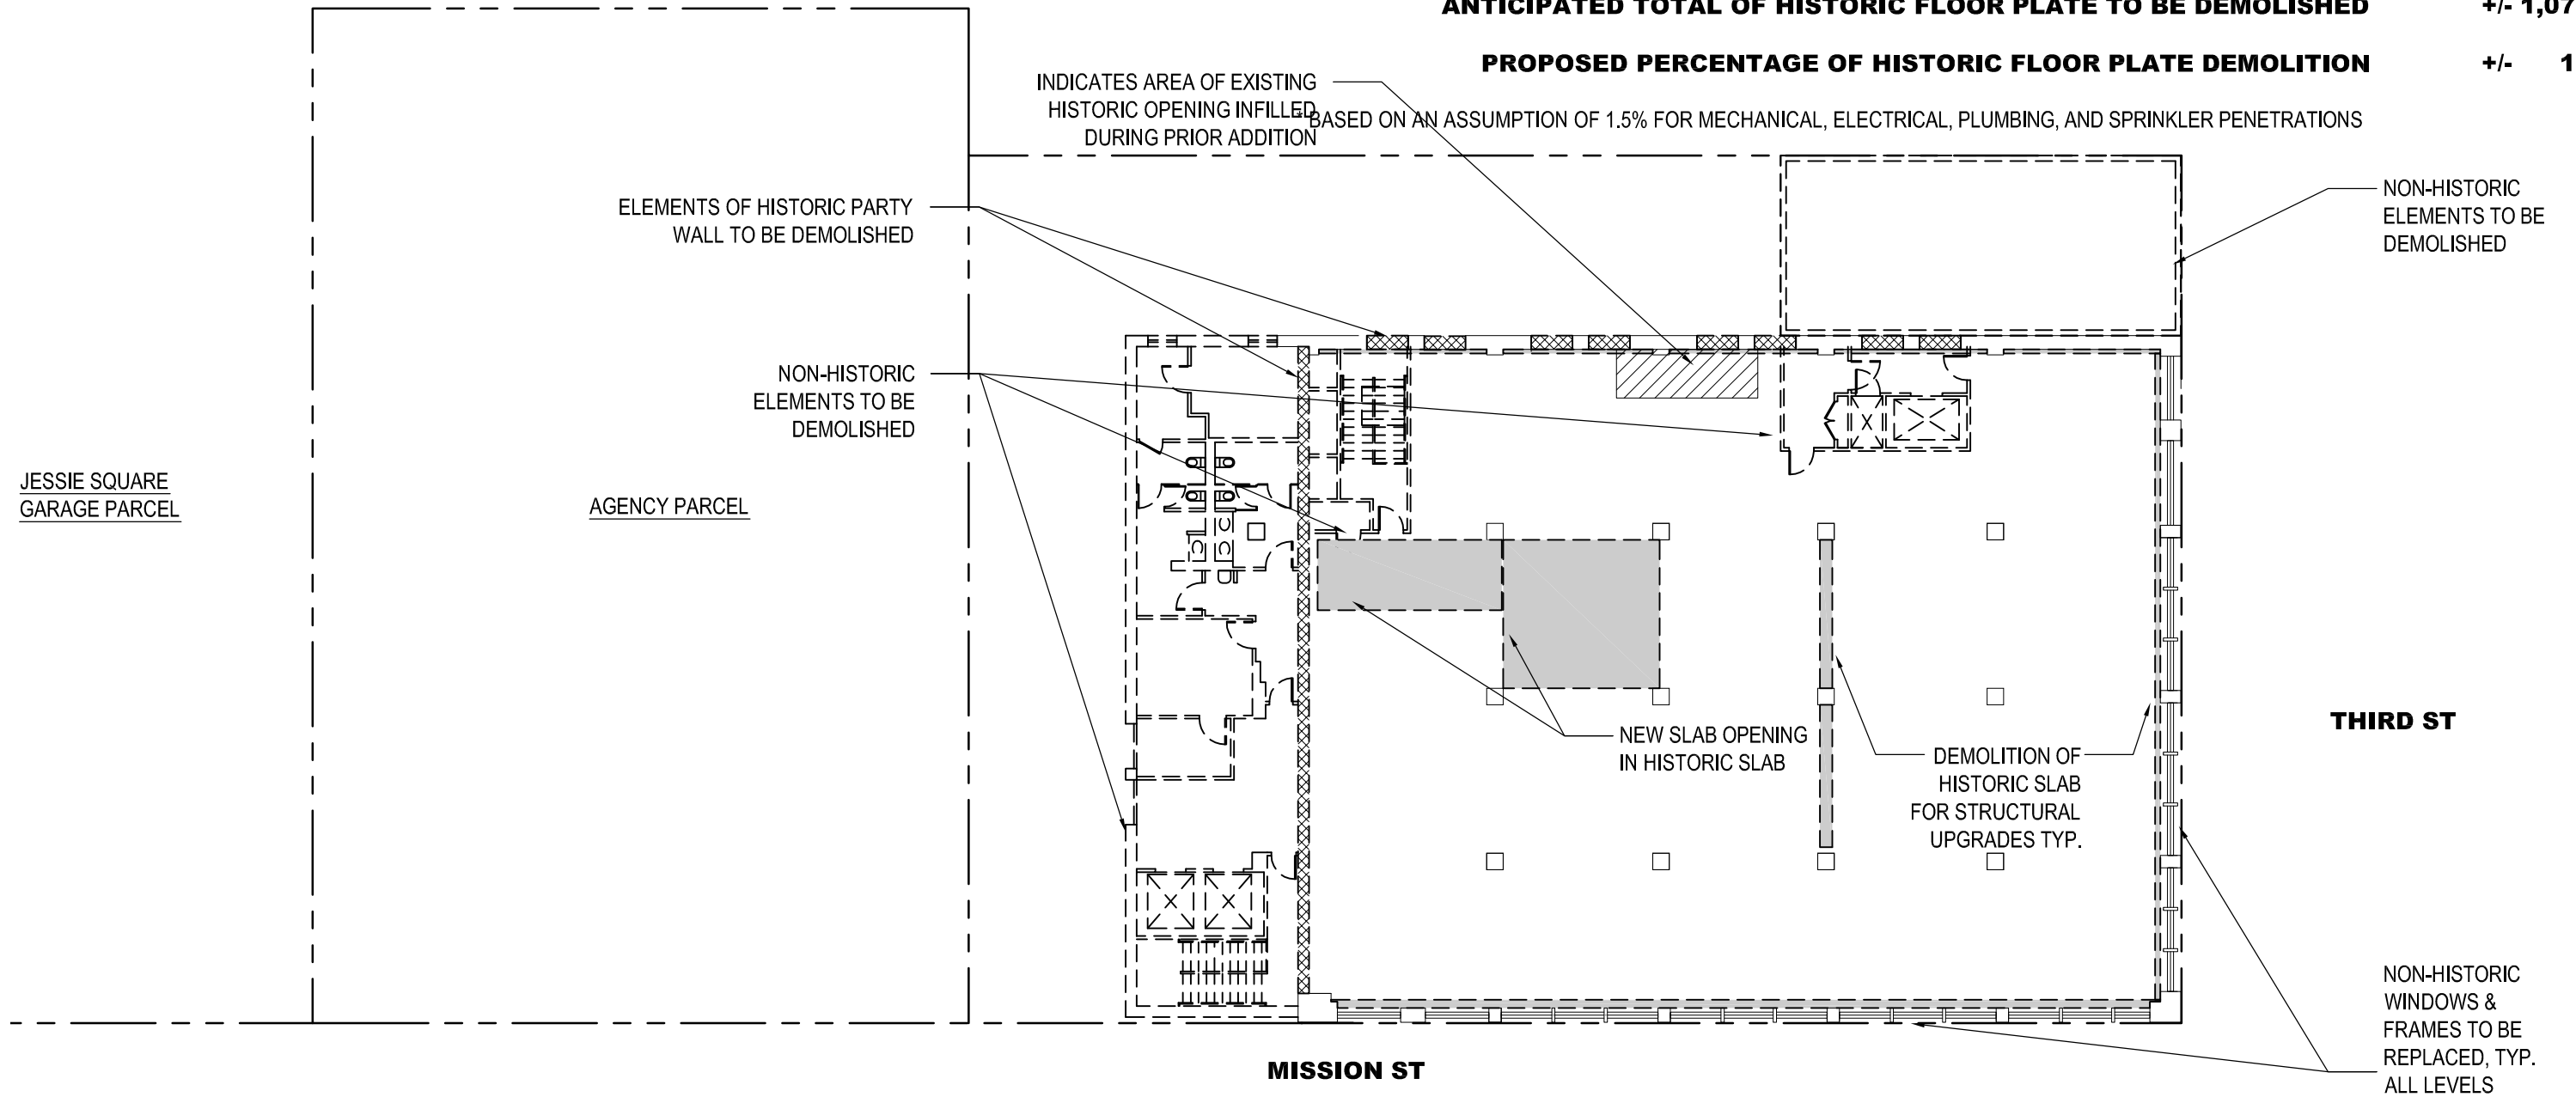 ANTICIPATED TOTAL OF HISTORIC FLOOR PLATE TO BE DEMOLISHED +/- 1,07
PROPOSED PERCENTAGE OF HISTORIC FLOOR PLATE DEMOLITION +/- 1
* BASED ON AN ASSUMPTION OF 1.5% FOR MECHANICAL, ELECTRICAL, PLUMBING, AND SPRINKLER PENETRATIONS
INDICATES AREA OF EXISTING
HISTORIC OPENING INFILLED
DURING PRIOR ADDITION
ELEMENTS OF HISTORIC PARTY
WALL TO BE DEMOLISHED
NON-HISTORIC
ELEMENTS TO BE
DEMOLISHED
NON-HISTORIC
ELEMENTS TO BE
DEMOLISHED
JESSIE SQUARE
GARAGE PARCEL
AGENCY PARCEL
NEW SLAB OPENING
IN HISTORIC SLAB
DEMOLITION OF
HISTORIC SLAB
FOR STRUCTURAL
UPGRADES TYP.
THIRD ST
NON-HISTORIC
WINDOWS &
FRAMES TO BE
REPLACED, TYP.
ALL LEVELS
MISSION ST